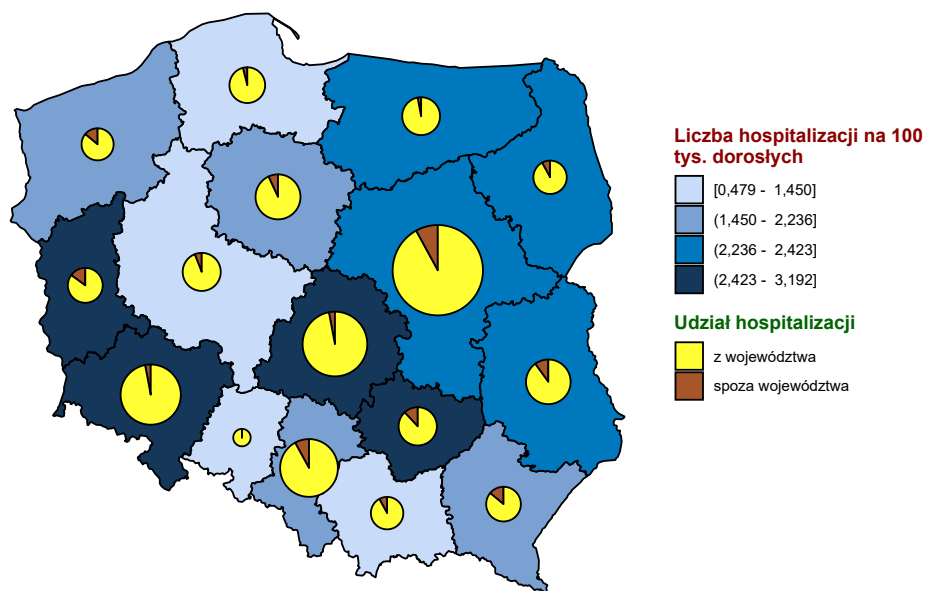 Liczba hospitalizacji na 100
tys. dorosłych
[0,479 - 1,450]
(1,450 - 2,236]
(2,236 - 2,423]
(2,423 - 3,192]
Udział hospitalizacji
z województwa
spoza województwa